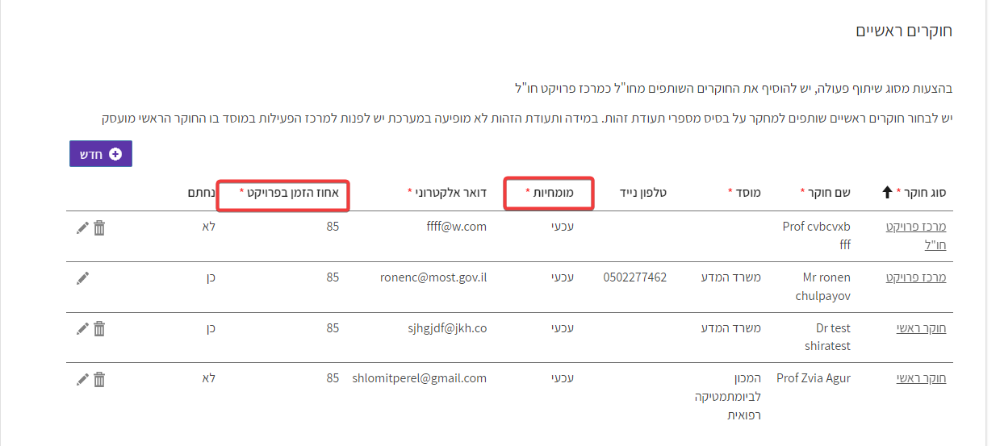 חוקרים ראשיים
בהצעות מסוג שיתוף פעולה, יש להוסיף את החוקרים השותפים מחו"ל כמרכז פרויקט חו"ל
יש לבחור חוקרים ראשיים שותפים למחקר על בסיס מספרי תעודת זהות. במידה ותעודת הזהות לא מופיעה במערכת יש לפנות למרכז הפעילות במוסד בו החוקר הראשי מועסק
חדש
סוג חוקר * שם חוקר * מוסד * טלפון נייד מומחיות * דואר אלקטרוני * אחוז הזמן בפרויקט * נחתם
מרכז פרויקט Prof cvbcvxb עכעי ffff@w.com 85 לא
חו"ל fff
מרכז פרויקט Mr ronen משרד המדע 0502277462 עכעי ronenc@most.gov.il 85 כן
chulpayov
חוקר ראשי Dr test משרד המדע עכעי sjhgjdf@jkh.co 85 כן
shiratest
חוקר ראשי Prof Zvia Agur המכון עכעי shlomitperel@gmail.com 85 לא
לביומתמטיקה
רפואית